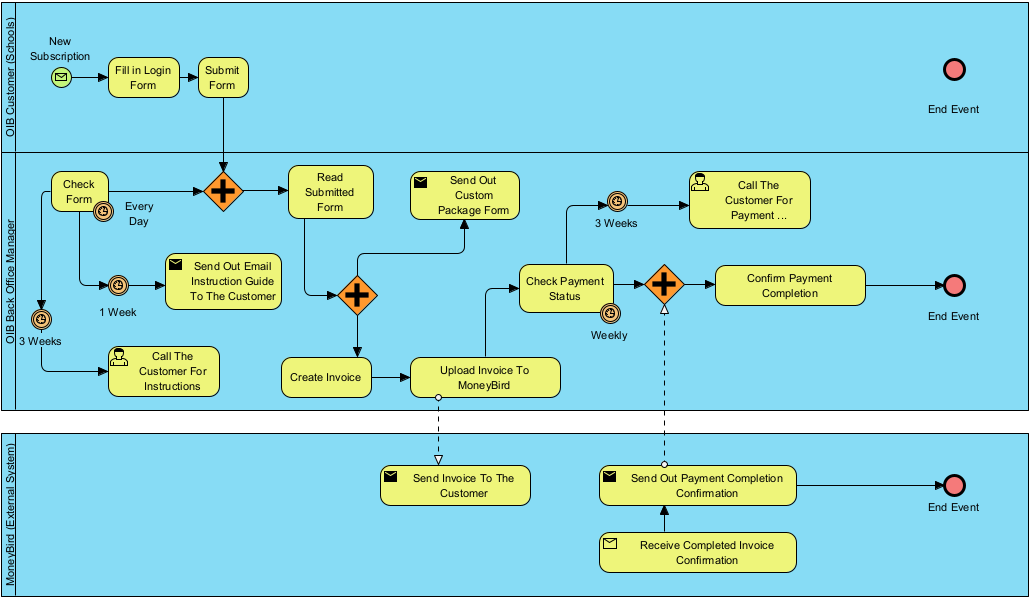 OIB Customer (Schools)
New
Subscription
Fill in Login
Form
Submit
Form
End Event
OIB Back Office Manager
Check
Form
Every
Day
Read
Submitted
Form
Send Out
Custom
Package Form
3 Weeks
Call The
Customer For
Payment ...
1 Week
Send Out Email
Instruction Guide
To The Customer
Check Payment
Status
Weekly
Confirm Payment
Completion
End Event
3 Weeks
Call The
Customer For
Instructions
Create Invoice
Upload Invoice To
MoneyBird
MoneyBird (External System)
Send Invoice To The
Customer
Send Out Payment Completion
Confirmation
End Event
Receive Completed Invoice
Confirmation